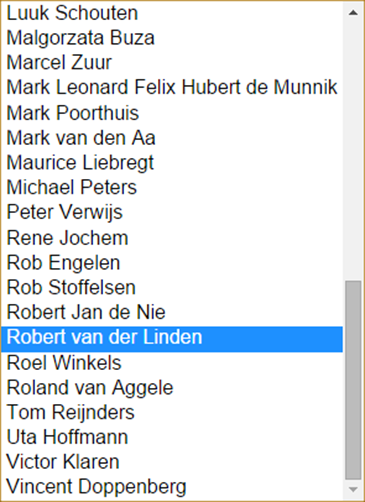 Luuk Schouten
Malgorzata Buza
Marcel Zuur
Mark Leonard Felix Hubert de Munnik
Mark Poorthuis
Mark van den Aa
Maurice Liebregt
Michael Peters
Peter Verwijs
Rene Jochem
Rob Engelen
Rob Stoffelsen
Robert Jan de Nie
Robert van der Linden
Roel Winkels
Roland van Aggele
Tom Reijnders
Uta Hoffmann
Victor Klaren
Vincent Doppenberg